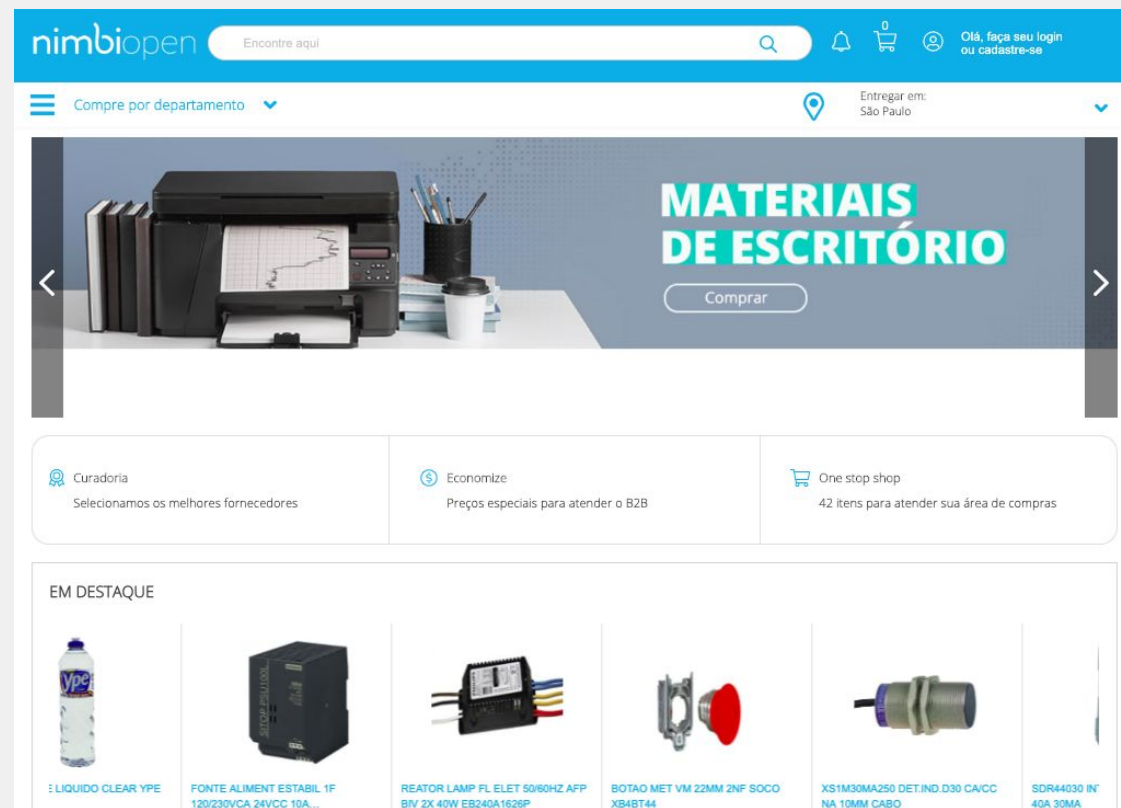 nimbiopen
Encontre aqui
0
Olá, faça seu login
ou cadastre-se
Compre por departamento
Entregar em:
São Paulo
MATERIAIS
DE ESCRITÓRIO
Comprar
Curadoria
Selecionamos os melhores fornecedores
Economize
Preços especiais para atender o B2B
One stop shop
42 itens para atender sua área de compras
EM DESTAQUE
Ype
SITOP PSU100L
E LIQUIDO CLEAR YPE
FONTE ALIMENT ESTABIL 1F
120/230VCA 24VCC 10A...
REATOR LAMP FL ELET 50/60HZ AFP
BIV 2X 40W EB240A1626P
BOTAO MET VM 22MM 2NF SOCO
XB4BT44
XS1M30MA250 DET.IND.D30 CA/CC
NA 10MM CABO
SDR44030 INT
40A 30MA